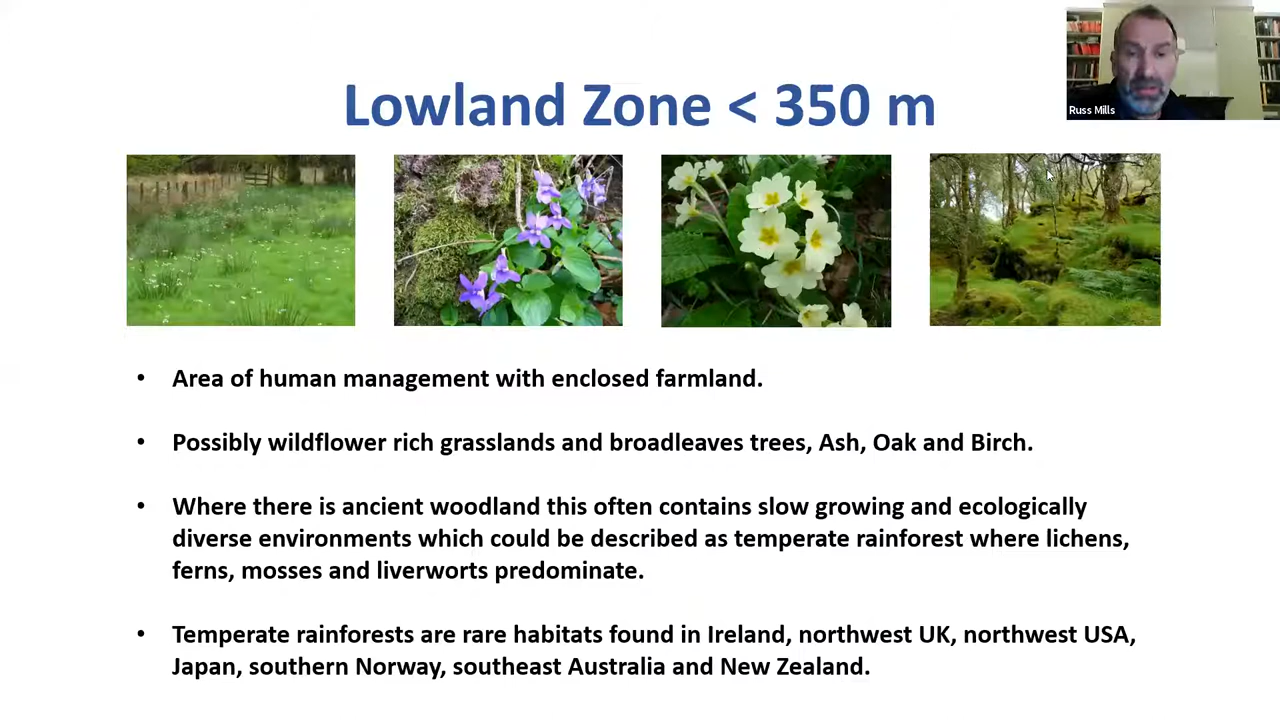 Russ Mills
Lowland Zone < 350 m
• Area of human management with enclosed farmland.
• Possibly wildflower rich grasslands and broadleaves trees, Ash, Oak and Birch.
• Where there is ancient woodland this often contains slow growing and ecologically
diverse environments which could be described as temperate rainforest where lichens,
ferns, mosses and liverworts predominate.
• Temperate rainforests are rare habitats found in Ireland, northwest UK, northwest USA,
Japan, southern Norway, southeast Australia and New Zealand.